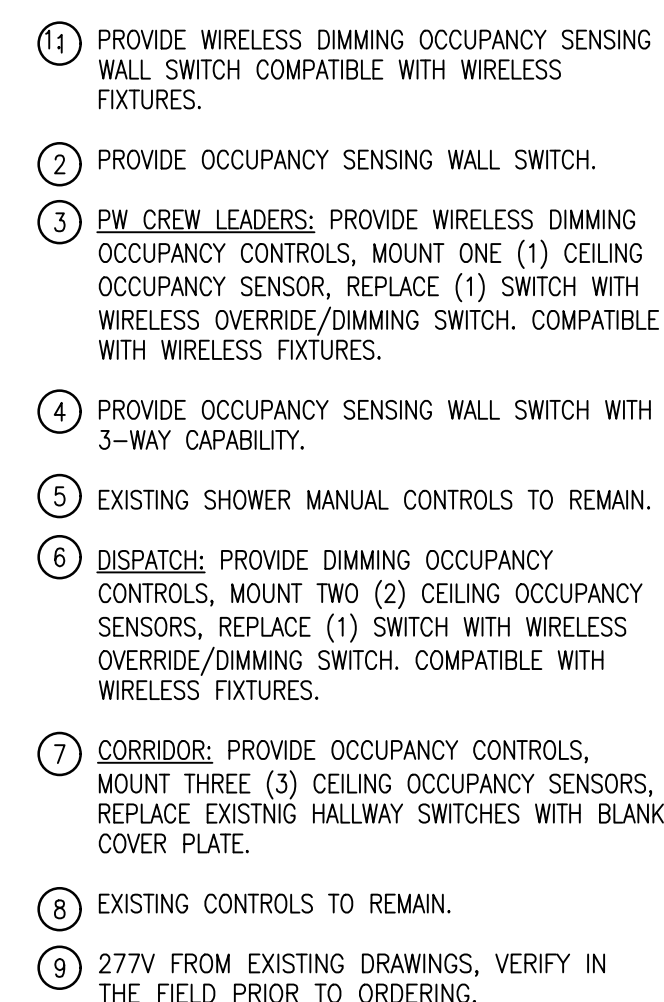 1 PROVIDE WIRELESS DIMMING OCCUPANCY SENSING
WALL SWITCH COMPATIBLE WITH WIRELESS
FIXTURES.
2 PROVIDE OCCUPANCY SENSING WALL SWITCH.
3 PW CREW LEADERS: PROVIDE WIRELESS DIMMING
OCCUPANCY CONTROLS, MOUNT ONE (1) CEILING
OCCUPANCY SENSOR, REPLACE (1) SWITCH WITH
WIRELESS OVERRIDE/DIMMING SWITCH. COMPATIBLE
WITH WIRELESS FIXTURES.
4 PROVIDE OCCUPANCY SENSING WALL SWITCH WITH
3-WAY CAPABILITY.
5 EXISTING SHOWER MANUAL CONTROLS TO REMAIN.
6 DISPATCH: PROVIDE DIMMING OCCUPANCY
CONTROLS, MOUNT TWO (2) CEILING OCCUPANCY
SENSORS, REPLACE (1) SWITCH WITH WIRELESS
OVERRIDE/DIMMING SWITCH. COMPATIBLE WITH
WIRELESS FIXTURES.
7 CORRIDOR: PROVIDE OCCUPANCY CONTROLS,
MOUNT THREE (3) CEILING OCCUPANCY SENSORS,
REPLACE EXISTNIG HALLWAY SWITCHES WITH BLANK
COVER PLATE.
8 EXISTING CONTROLS TO REMAIN.
9 277V FROM EXISTING DRAWINGS, VERIFY IN
THE FIELD PRIOR TO ORDERING.